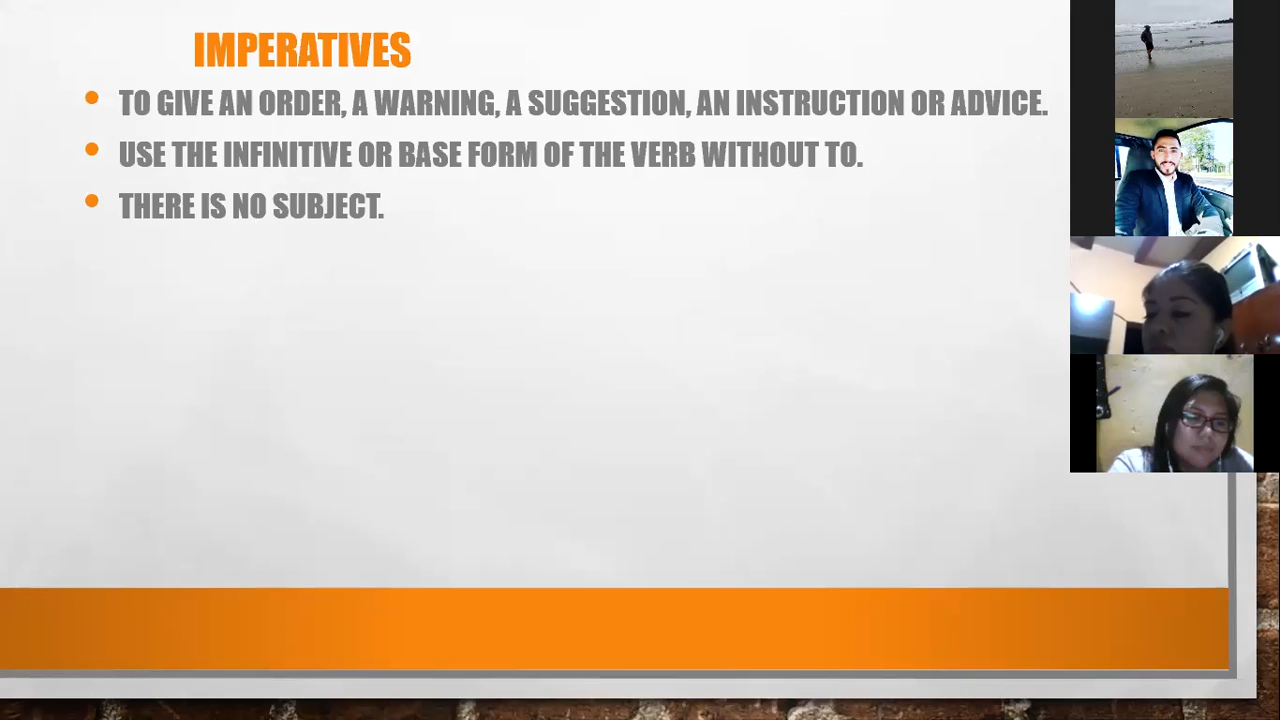 IMPERATIVES
TO GIVE AN ORDER, A WARNING, A SUGGESTION, AN INSTRUCTION OR ADVICE.
USE THE INFINITIVE OR BASE FORM OF THE VERB WITHOUT TO.
THERE IS NO SUBJECT.